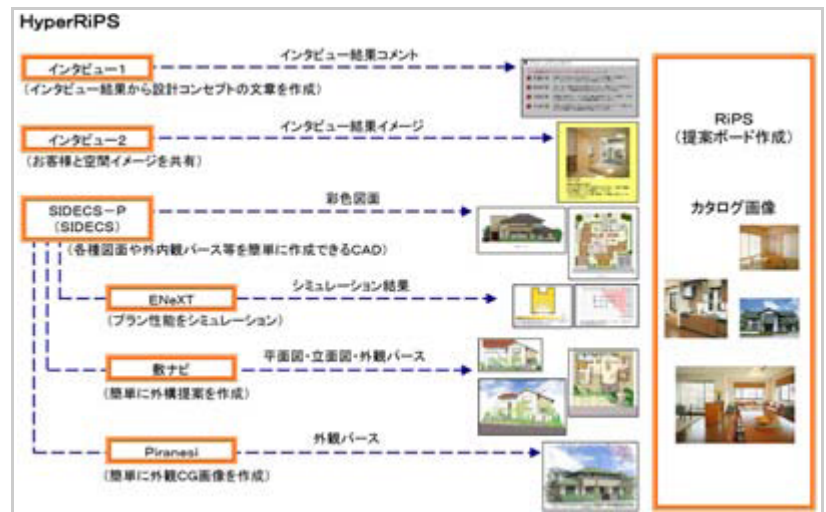 HyperRiPS
インタビュー1
インタビュー結果コメント
(インタビュー結果から設計コンセプトの文章を作成)
インタビュー2
インタビュー結果イメージ
(お客様と空間イメージを共有)
SIDECS-P
(SIDECS)
彩色図面
(各種図面や外内観パース等を簡単に作成できるCAD)
ENeXT
シミュレーション結果
(プラン性能をシミュレーション)
敷ナビ
平面図・立面図・外観パース
(簡単に外構提案を作成)
Piranesi
外観パース
(簡単に外観CG画像を作成)
RiPS
(提案ボード作成)
カタログ画像